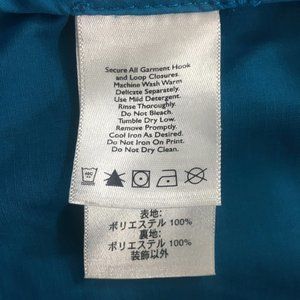 Secure All Garment Hook
and Loop Closures.
Machine Wash Warm
Delicate Separately.
Use Mild Detergent.
Rinse Thoroughly.
Do Not Bleach.
Tumble Dry Low.
Remove Promptly.
Cool Iron As Desired.
Do Not Iron On Print.
Do Not Dry Clean.
表地:
ポリエステル 100%
裏地:
ポリエステル 100%
装飾以外